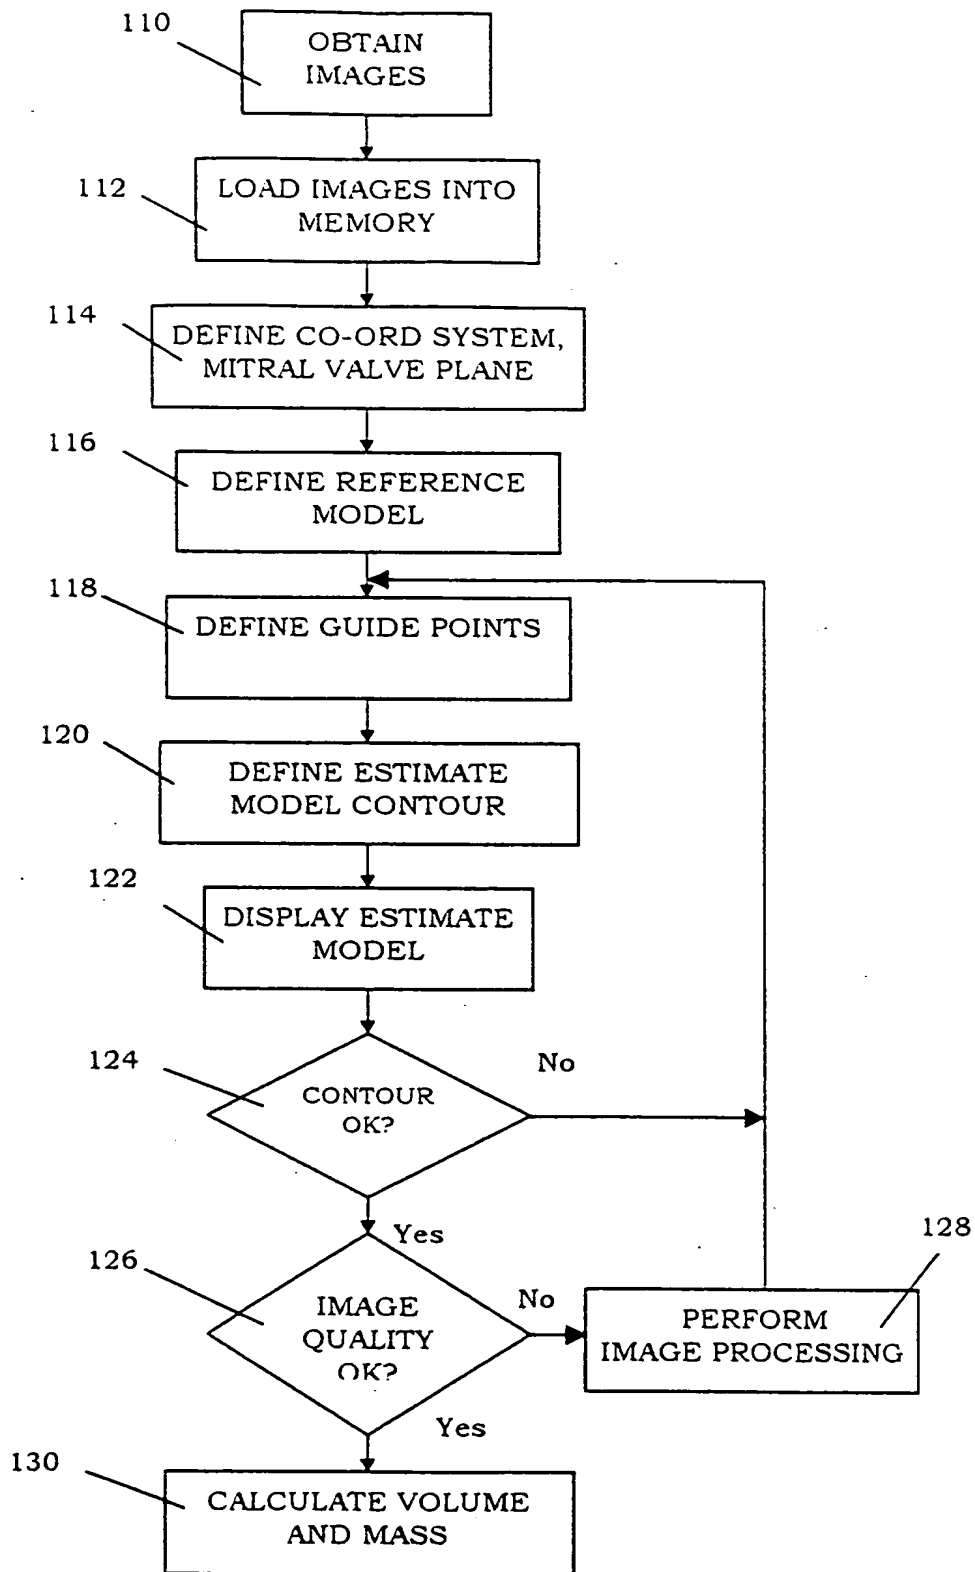 110
OBTAIN
IMAGES
112
LOAD IMAGES INTO
MEMORY
114
DEFINE CO-ORD SYSTEM,
MITRAL VALVE PLANE
116
DEFINE REFERENCE
MODEL
118
DEFINE GUIDE POINTS
120
DEFINE ESTIMATE
MODEL CONTOUR
122
DISPLAY ESTIMATE
MODEL
124
CONTOUR
OK?
No
Yes
126
IMAGE
QUALITY
OK?
No
128
PERFORM
IMAGE PROCESSING
Yes
130
CALCULATE VOLUME
AND MASS